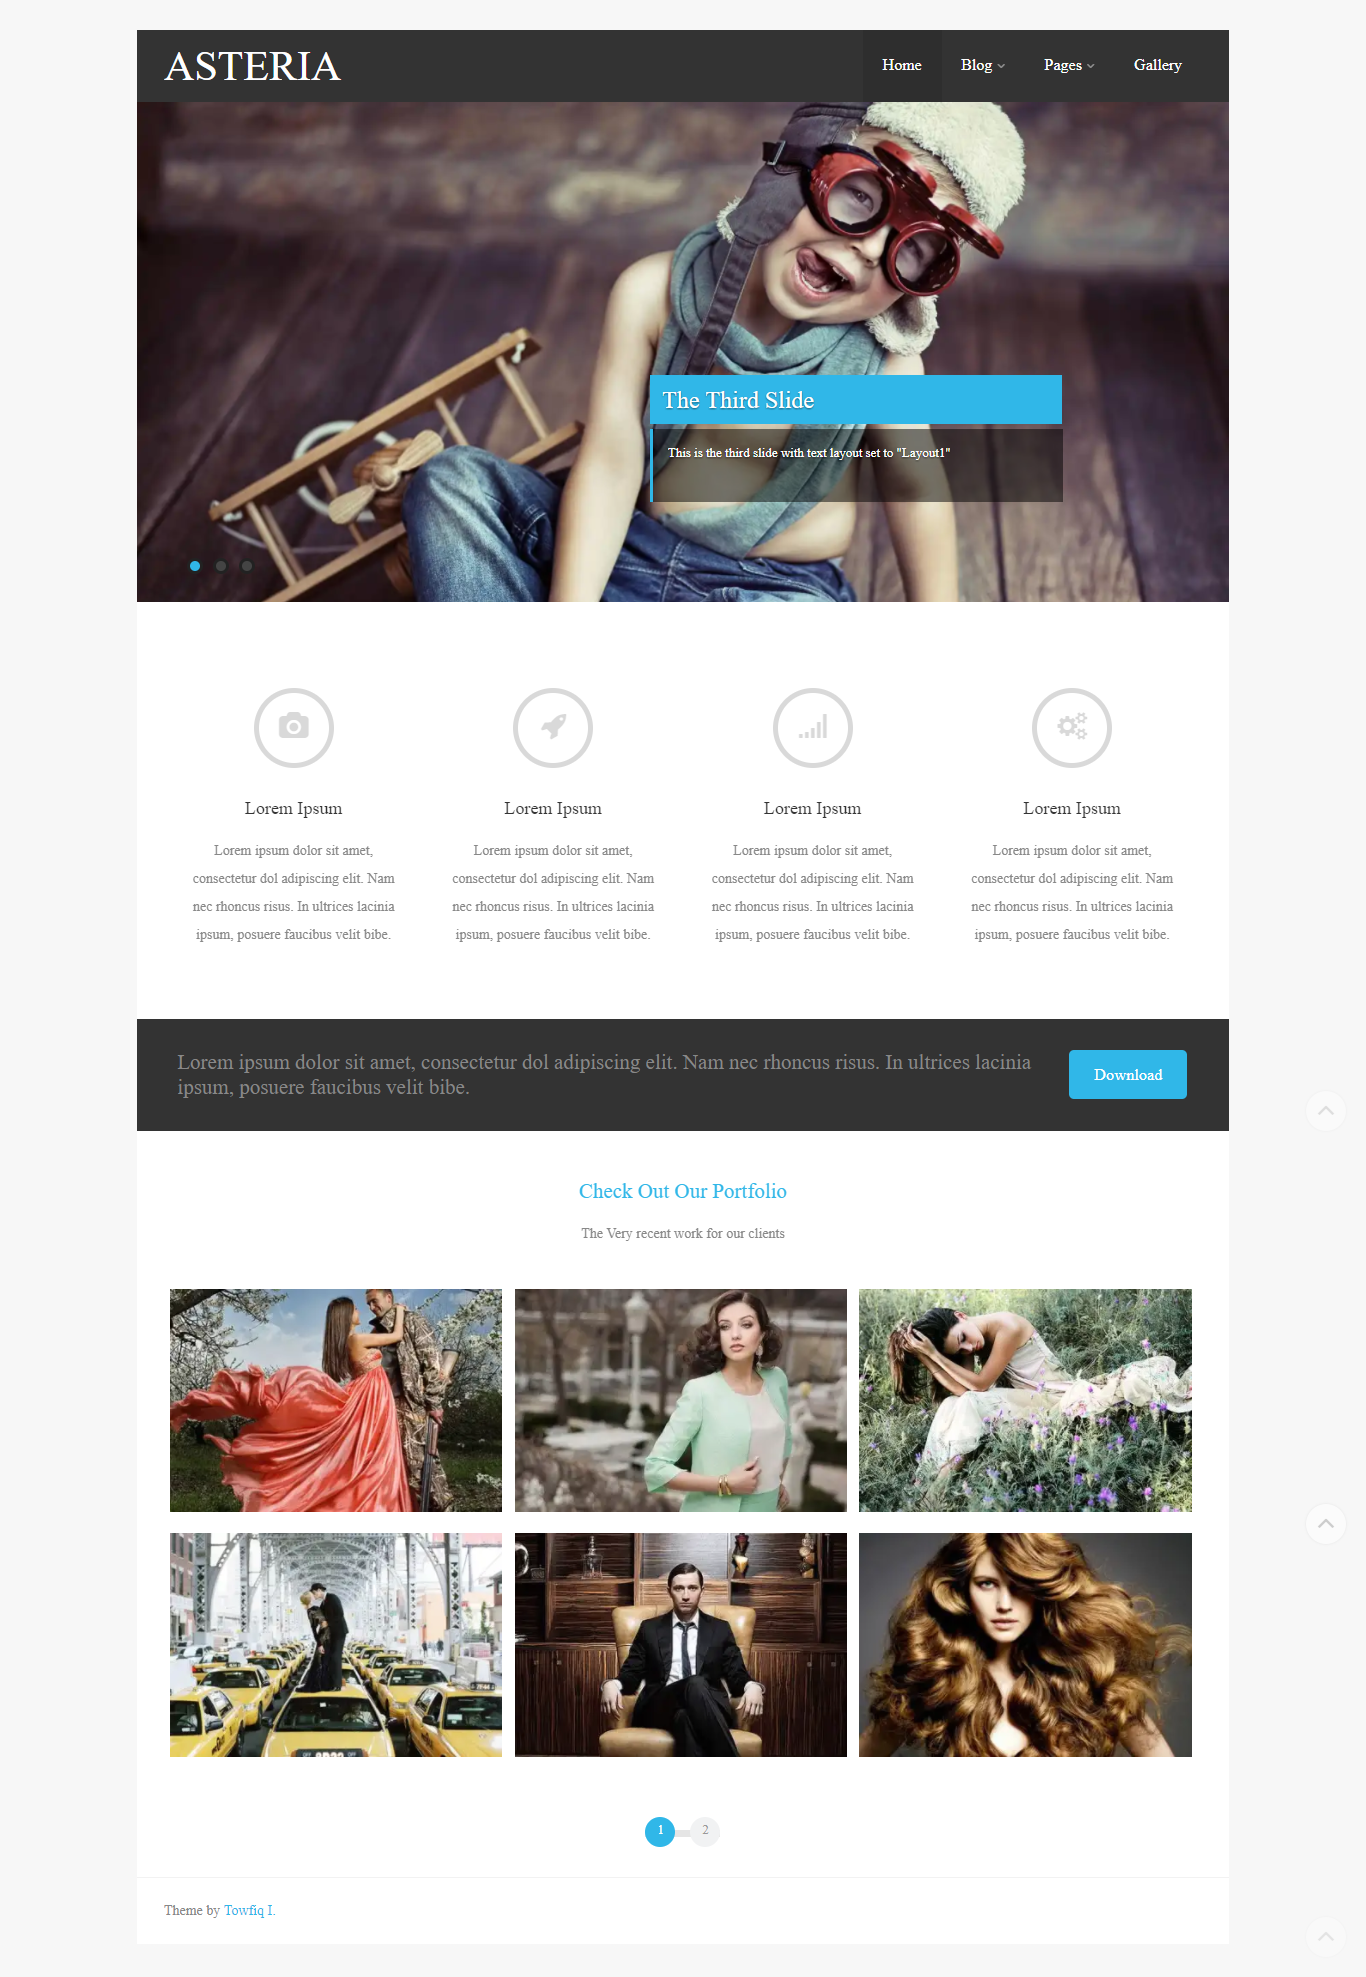 ASTERIA
Home Blog Pages Gallery
The Third Slide
This is the third slide with text layout set to "Layout1"
Lorem Ipsum
Lorem ipsum dolor sit amet,
consectetur dol adipiscing elit. Nam
nec rhoncus risus. In ultrices lacinia
ipsum, posuere faucibus velit bibe.
Lorem Ipsum
Lorem ipsum dolor sit amet,
consectetur dol adipiscing elit. Nam
nec rhoncus risus. In ultrices lacinia
ipsum, posuere faucibus velit bibe.
Lorem Ipsum
Lorem ipsum dolor sit amet,
consectetur dol adipiscing elit. Nam
nec rhoncus risus. In ultrices lacinia
ipsum, posuere faucibus velit bibe.
Lorem Ipsum
Lorem ipsum dolor sit amet,
consectetur dol adipiscing elit. Nam
nec rhoncus risus. In ultrices lacinia
ipsum, posuere faucibus velit bibe.
Lorem ipsum dolor sit amet, consectetur dol adipiscing elit. Nam nec rhoncus risus. In ultrices lacinia
ipsum, posuere faucibus velit bibe.
Download
Check Out Our Portfolio
The Very recent work for our clients
1 2
Theme by Towfiq I.